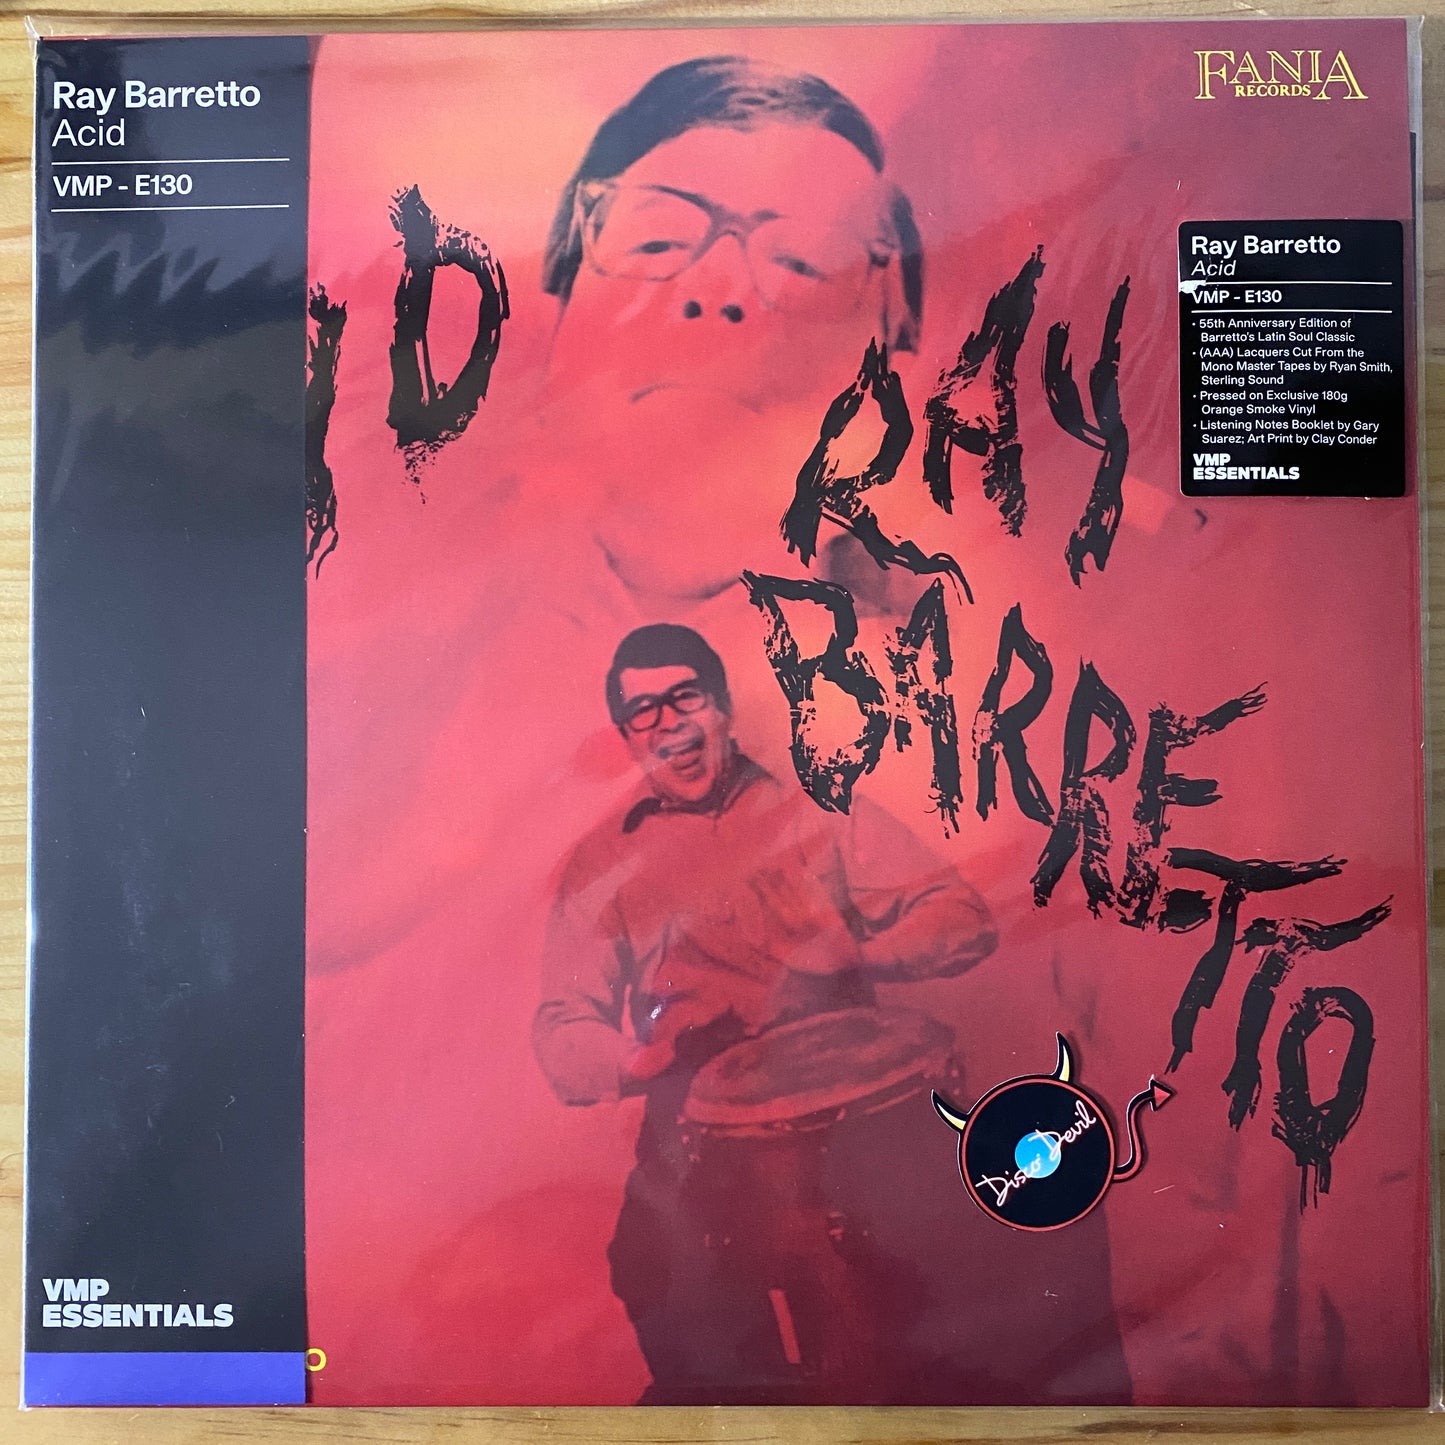 Ray Barretto
Acid
VMP - E130
FANIA
RECORDS
ID
RAY
BARRETTO
Ray Barretto
Acid
VMP - E130
• 55th Anniversary Edition of
Barretto's Latin Soul Classic
• (AAA) Lacquers Cut From the
Mono Master Tapes by Ryan Smith,
Sterling Sound
• Pressed on Exclusive 180g
Orange Smoke Vinyl
• Listening Notes Booklet by Gary
Suarez; Art Print by Clay Conder
VMP
ESSENTIALS
Disco Devil
VMP
ESSENTIALS
O